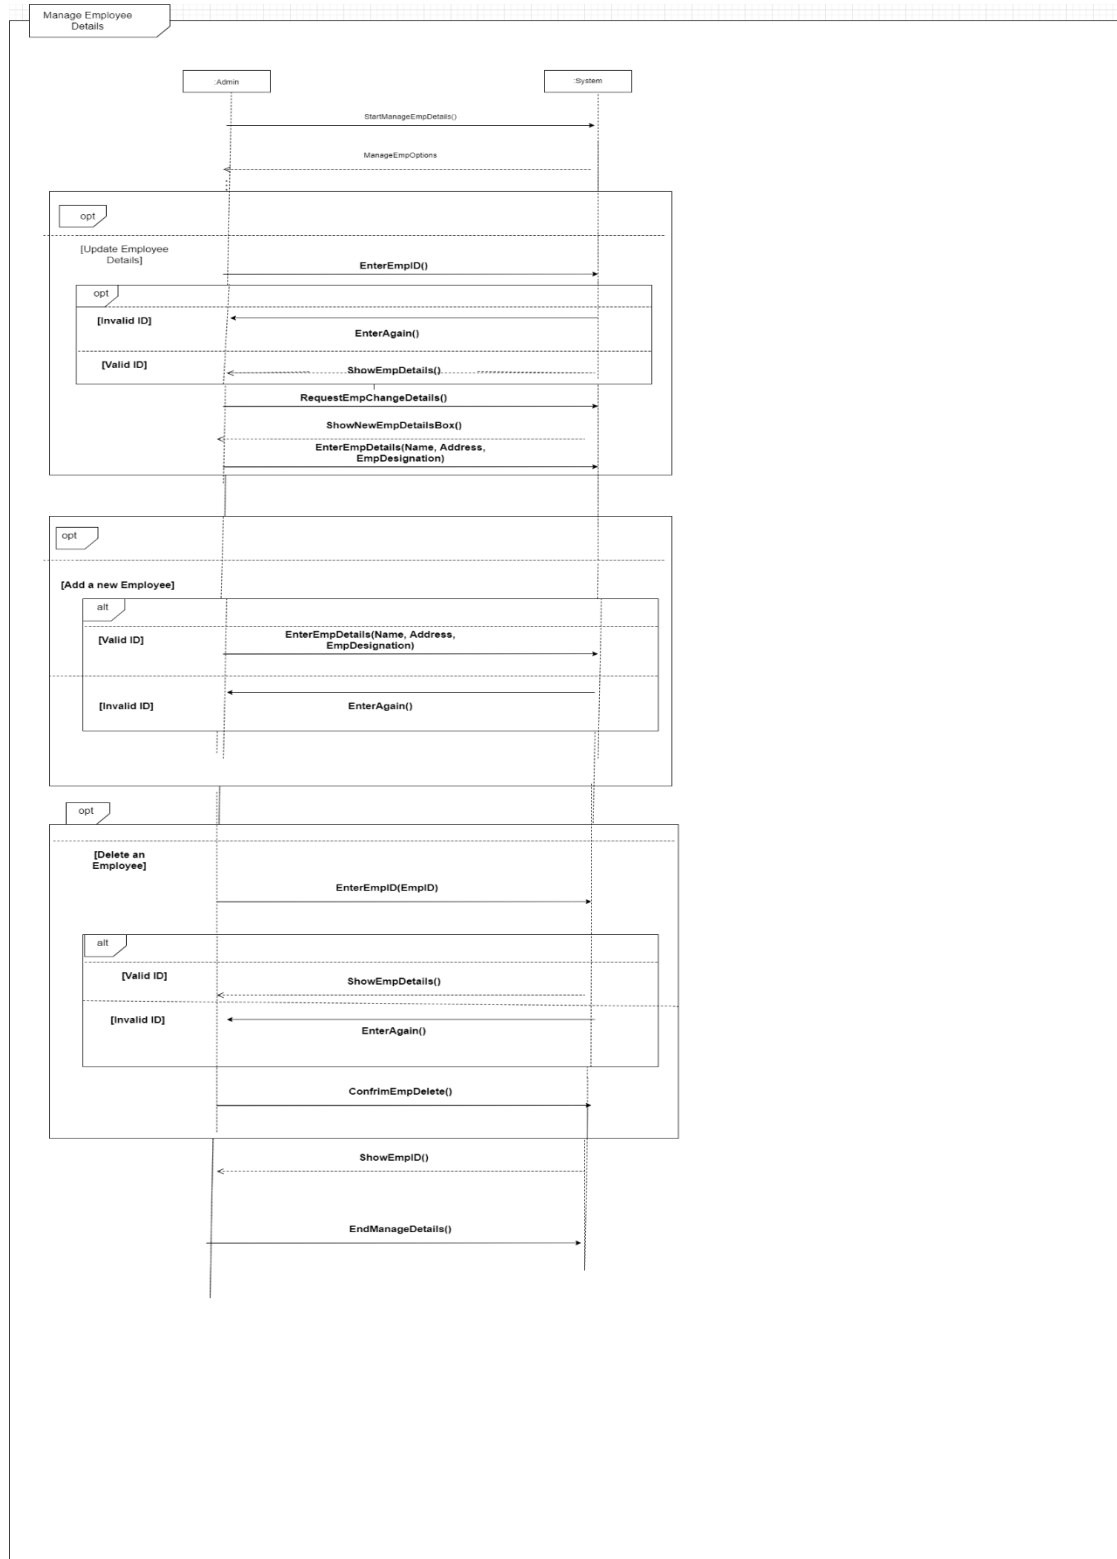 Manage Employee
Details
:Admin
:System
StartManageEmpDetails()
ManageEmpOptions
opt
[Update Employee
Details]
EnterEmpID()
opt
[Invalid ID]
EnterAgain()
[Valid ID]
ShowEmpDetails()
RequestEmpChangeDetails()
ShowNewEmpDetailsBox()
EnterEmpDetails(Name, Address,
EmpDesignation)
opt
[Add a new Employee]
alt
[Valid ID]
EnterEmpDetails(Name, Address,
EmpDesignation)
[Invalid ID]
EnterAgain()
opt
[Delete an
Employee]
EnterEmpID(EmpID)
alt
[Valid ID]
ShowEmpDetails()
[Invalid ID]
EnterAgain()
ConfrimEmpDelete()
ShowEmpID()
EndManageDetails()